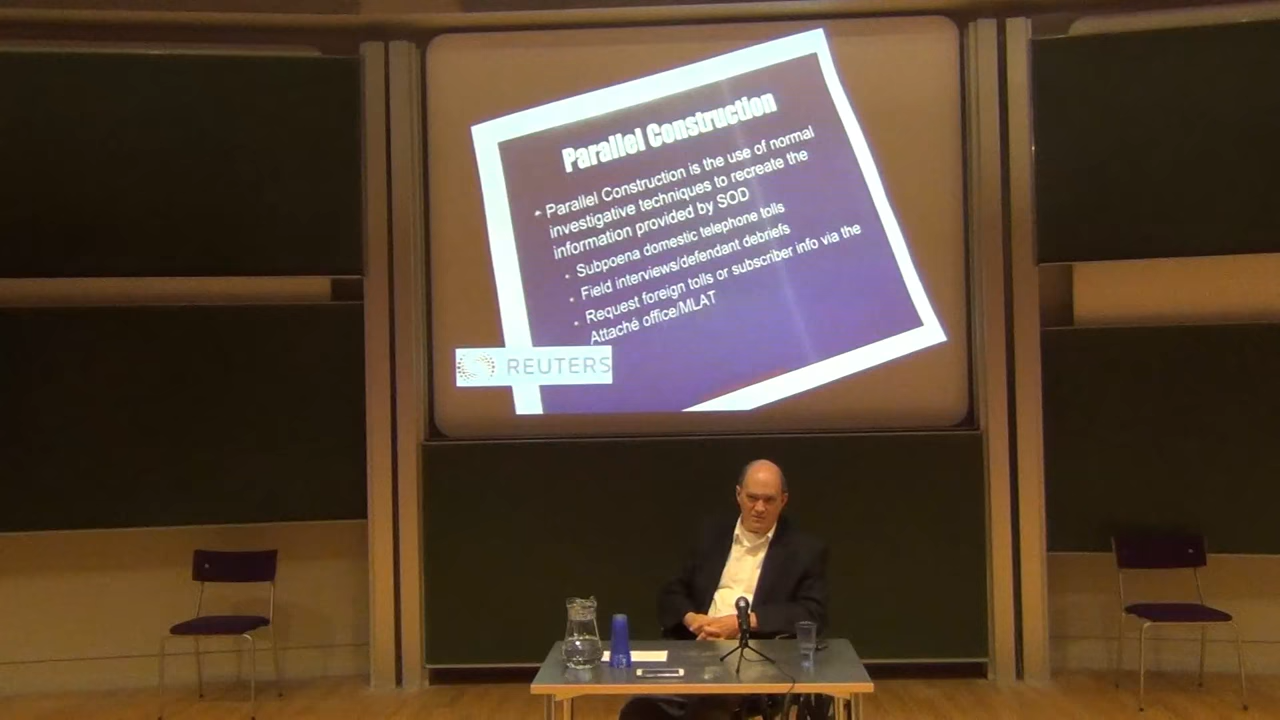 Parallel Construction
Parallel Construction is the use of normal
investigative techniques to recreate the
information provided by SOD
Subpoena domestic telephone tolls
Field interviews/defendant debriefs
Request foreign tolls or subscriber info via the
Attaché office/MLAT
REUTERS